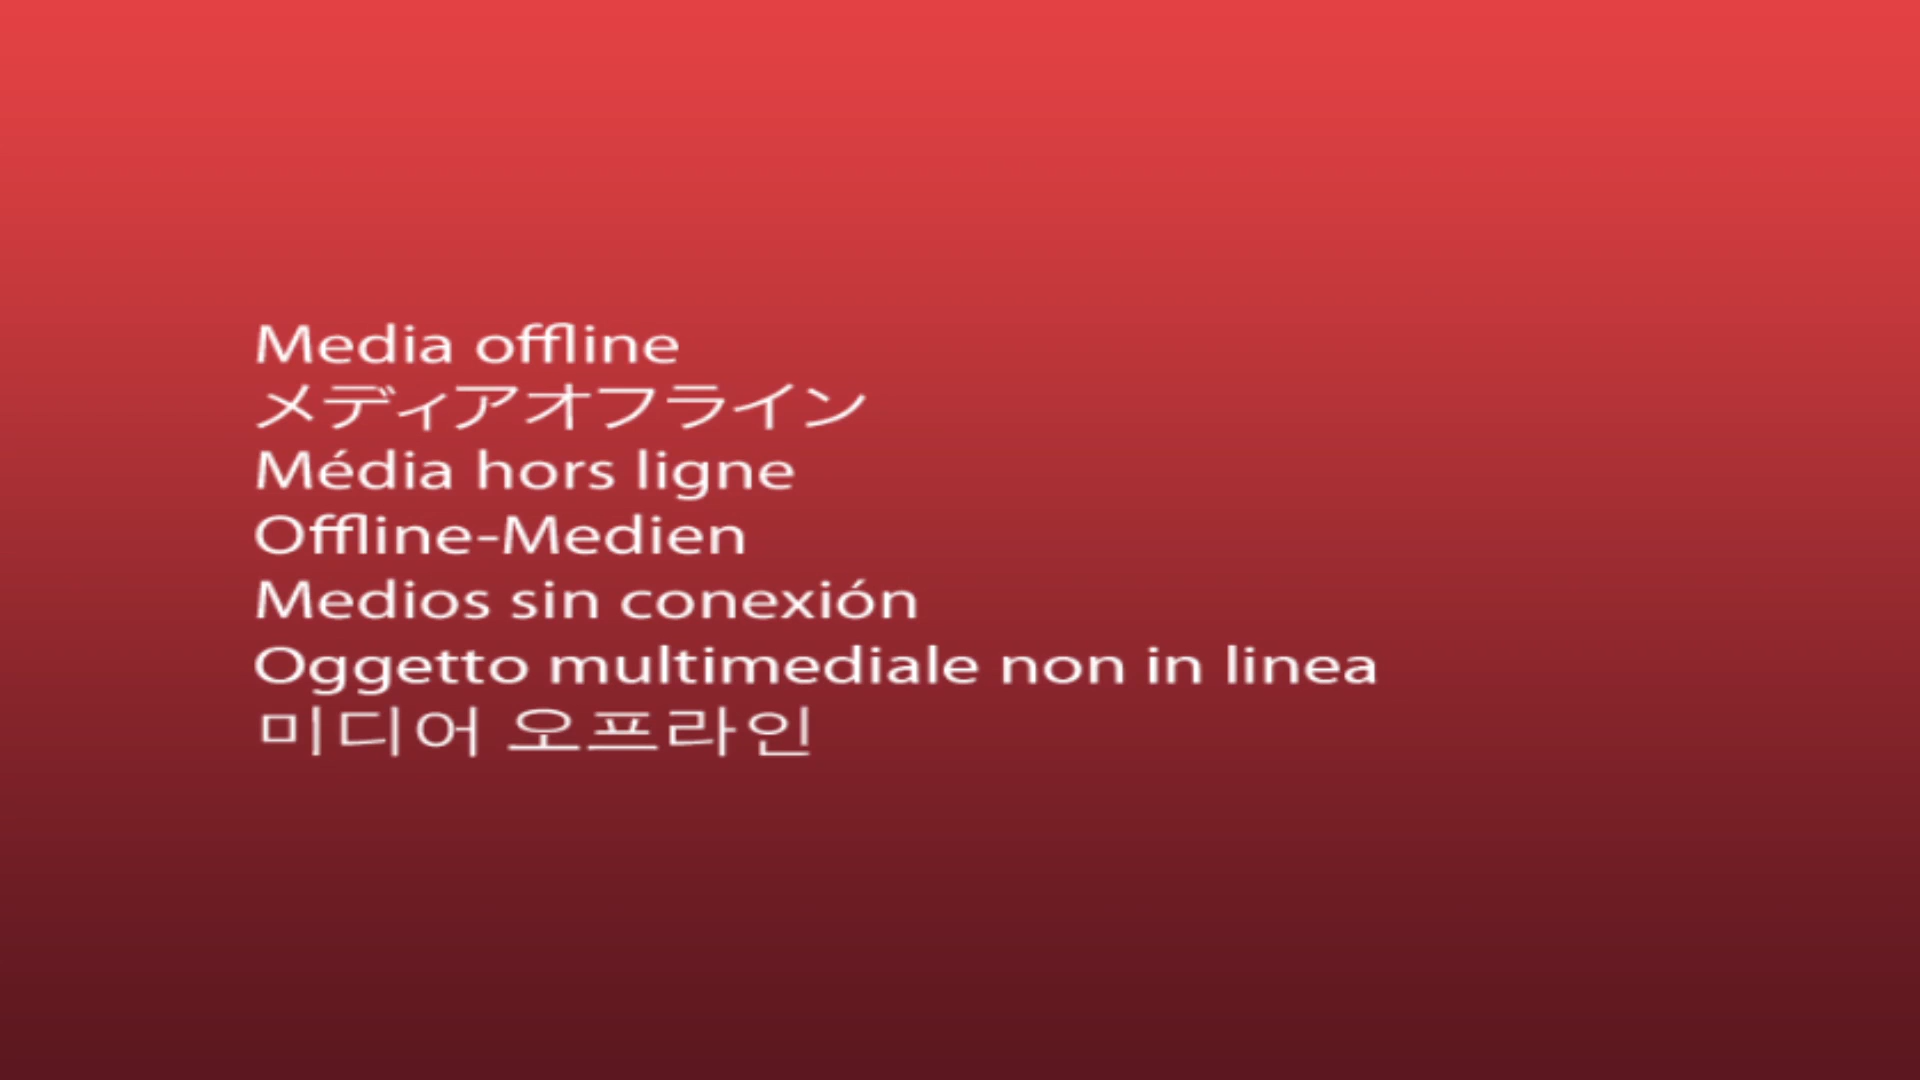 Media offline
メディアオフライン
Média hors ligne
Offline-Medien
Medios sin conexión
Oggetto multimediale non in linea
미디어 오프라인